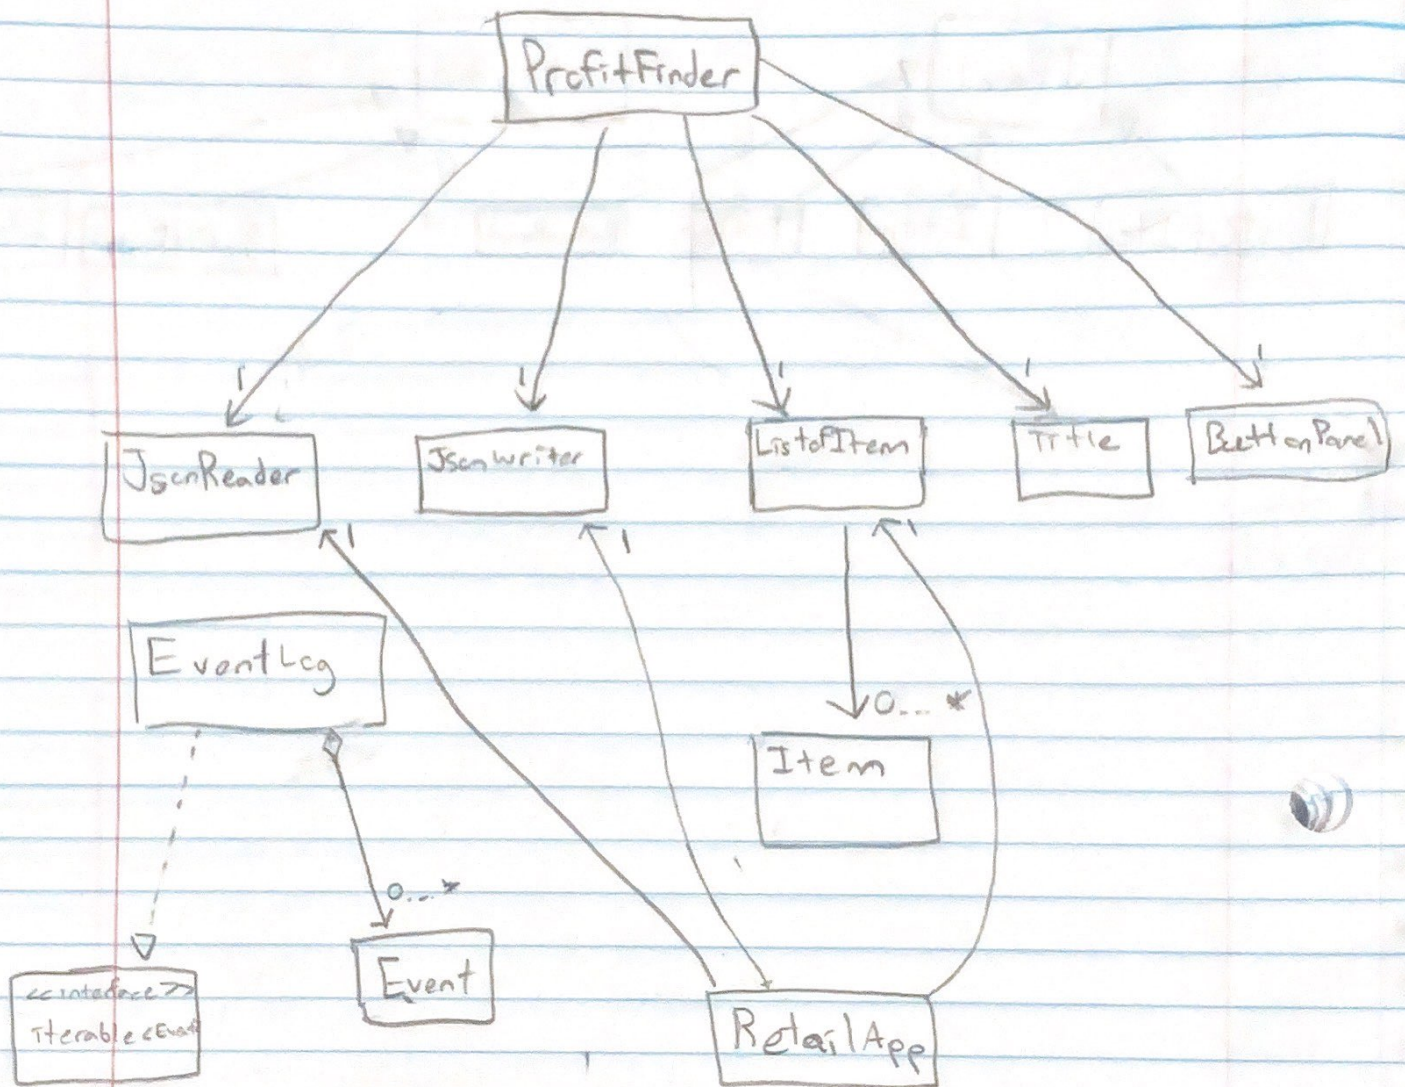 ProfitFinder
1
1
1
1
1
JsonReader
JsonWriter
ListofItem
Title
ButtonPanel
1
1
1
EventLog
0...*
Item
0...*
Event
<<inteface>>
iterable<Event
RetailApp